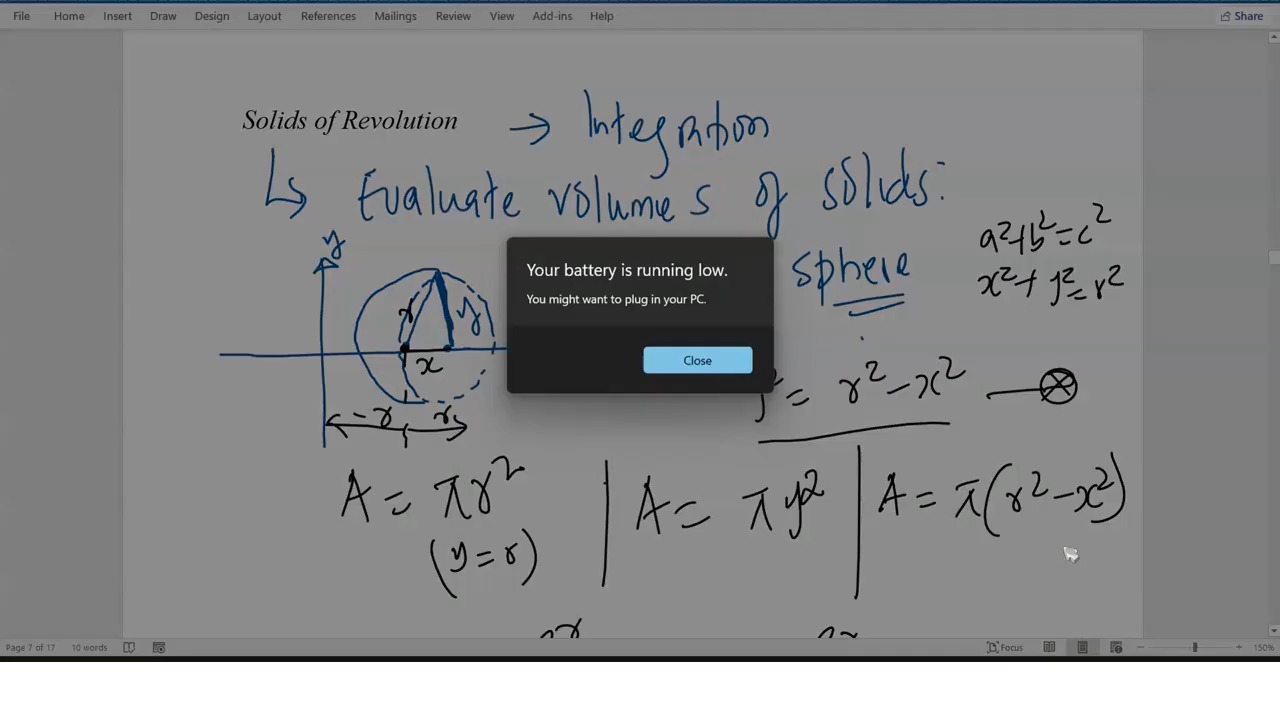 File Home Insert Draw Design Layout References Mailings Review View Add-ins Help Share
Solids of Revolution → Integration
↳ Evaluate volumes of solids:
sphere
a²+b²=c²
x²+y²=r²
Your battery is running low.
You might want to plug in your PC.
Close
y
r
y
x
-r
r
y² = r²-x²
A = πr²
(y=r)
A = πy²
A = π(r²-x²)
Page 7 of 17 10 words Focus 150%